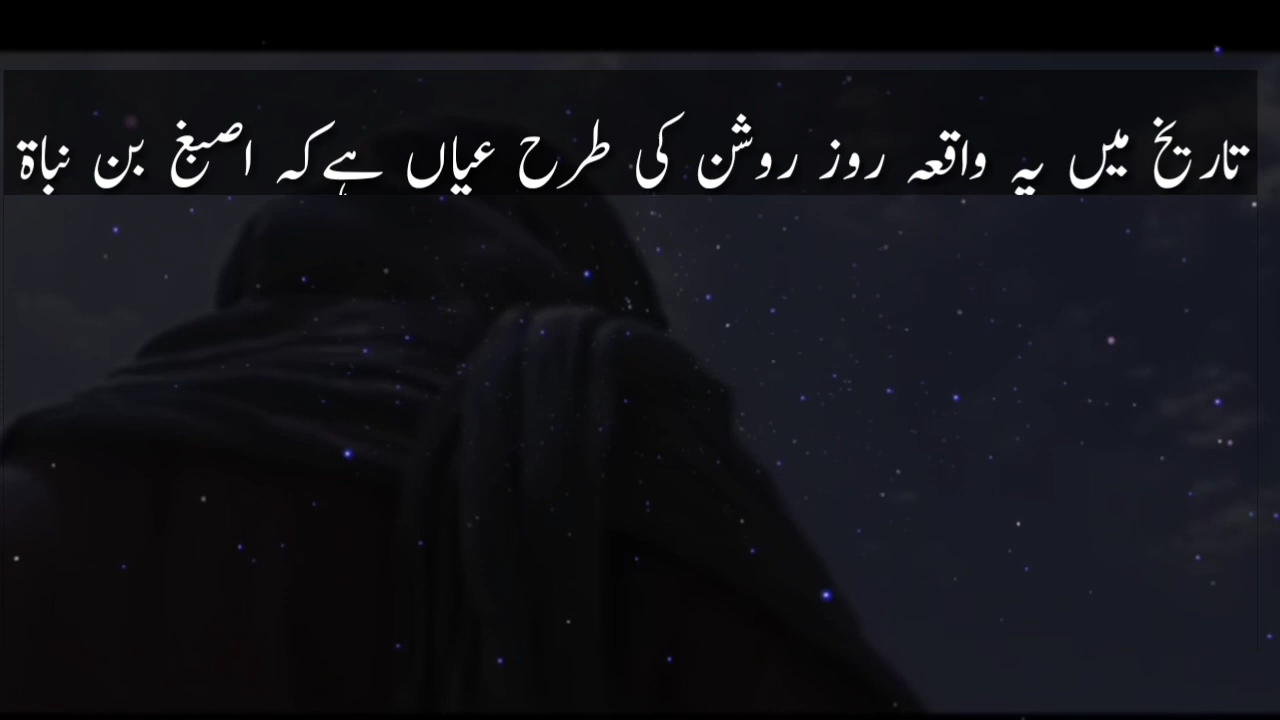 تاریخ میں یہ واقعہ روز روشن کی طرح عیاں ہے کہ اصبغ بن نباۃ